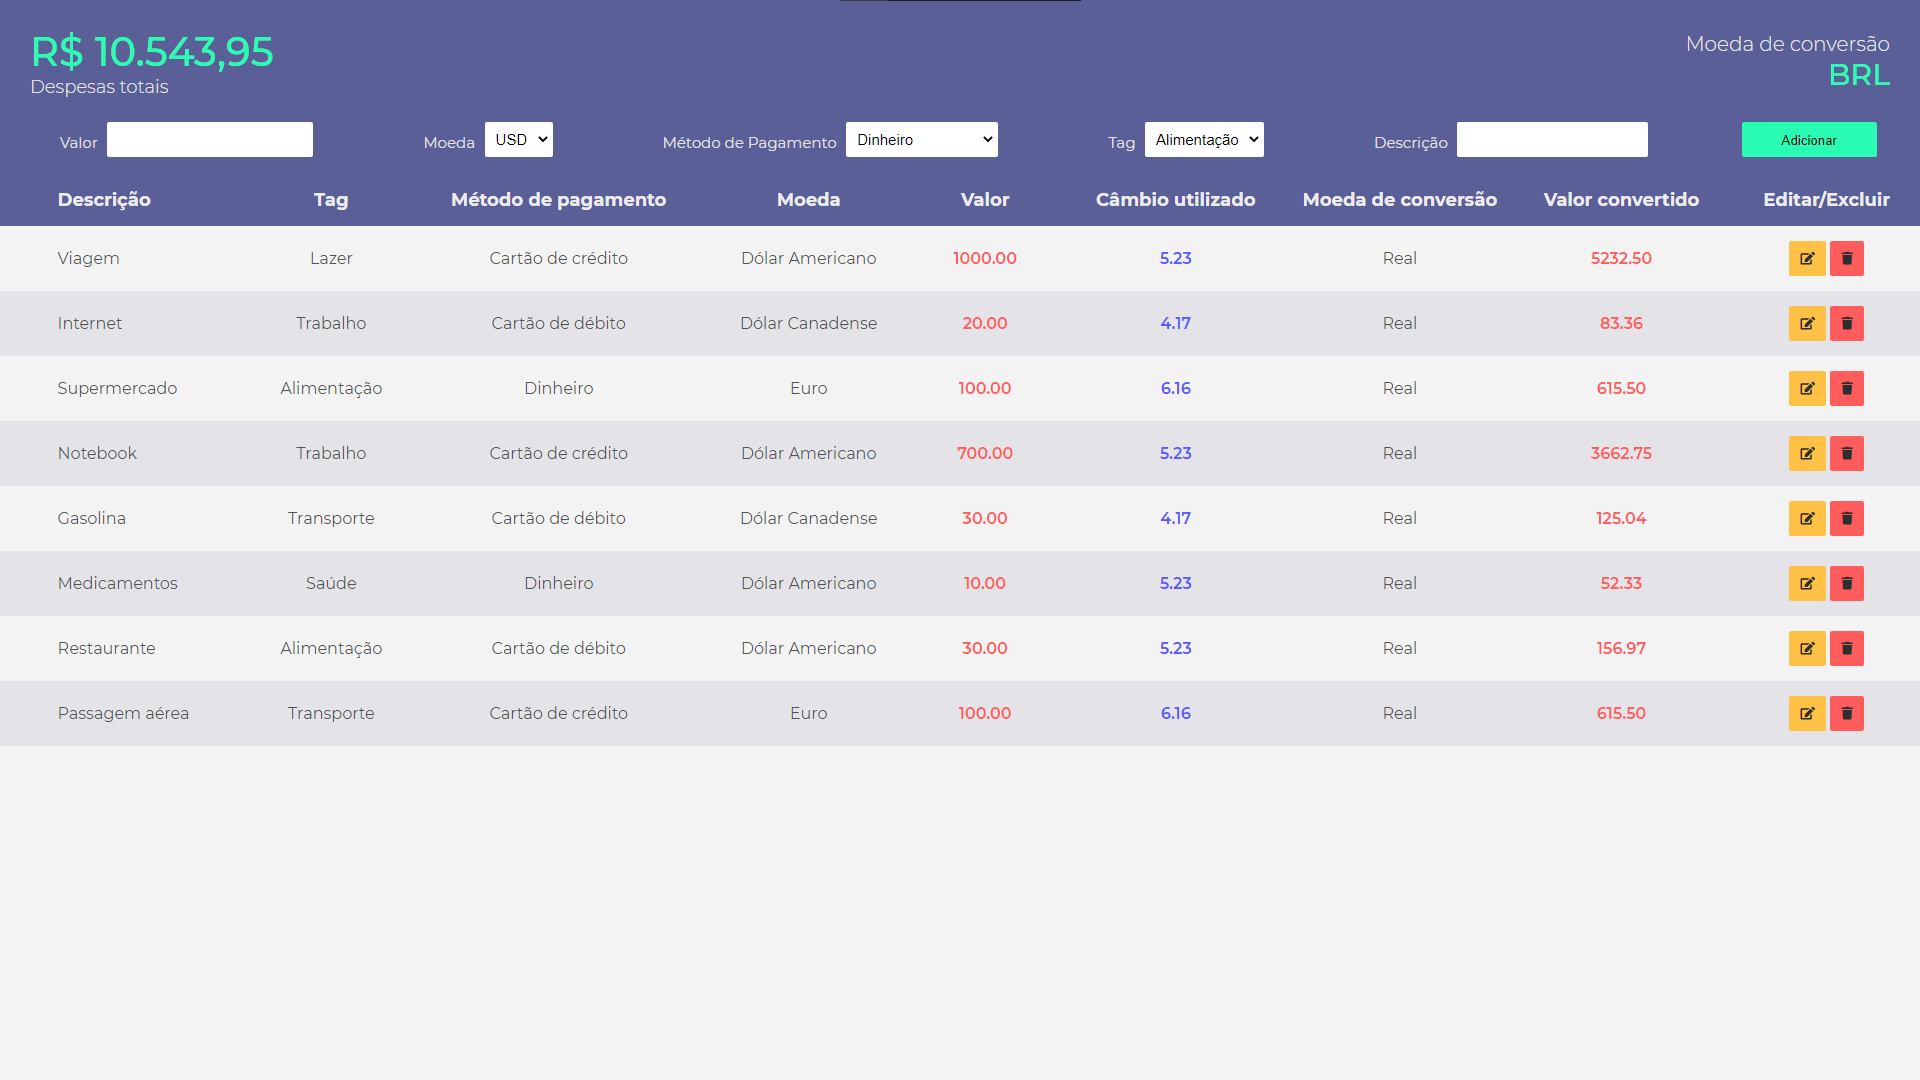 R$ 10.543,95
Despesas totais
Moeda de conversão
BRL
Valor Moeda USD Método de Pagamento Dinheiro Tag Alimentação Descrição Adicionar
Descrição Tag Método de pagamento Moeda Valor Câmbio utilizado Moeda de conversão Valor convertido Editar/Excluir
Viagem Lazer Cartão de crédito Dólar Americano 1000.00 5.23 Real 5232.50
Internet Trabalho Cartão de débito Dólar Canadense 20.00 4.17 Real 83.36
Supermercado Alimentação Dinheiro Euro 100.00 6.16 Real 615.50
Notebook Trabalho Cartão de crédito Dólar Americano 700.00 5.23 Real 3662.75
Gasolina Transporte Cartão de débito Dólar Canadense 30.00 4.17 Real 125.04
Medicamentos Saúde Dinheiro Dólar Americano 10.00 5.23 Real 52.33
Restaurante Alimentação Cartão de débito Dólar Americano 30.00 5.23 Real 156.97
Passagem aérea Transporte Cartão de crédito Euro 100.00 6.16 Real 615.50